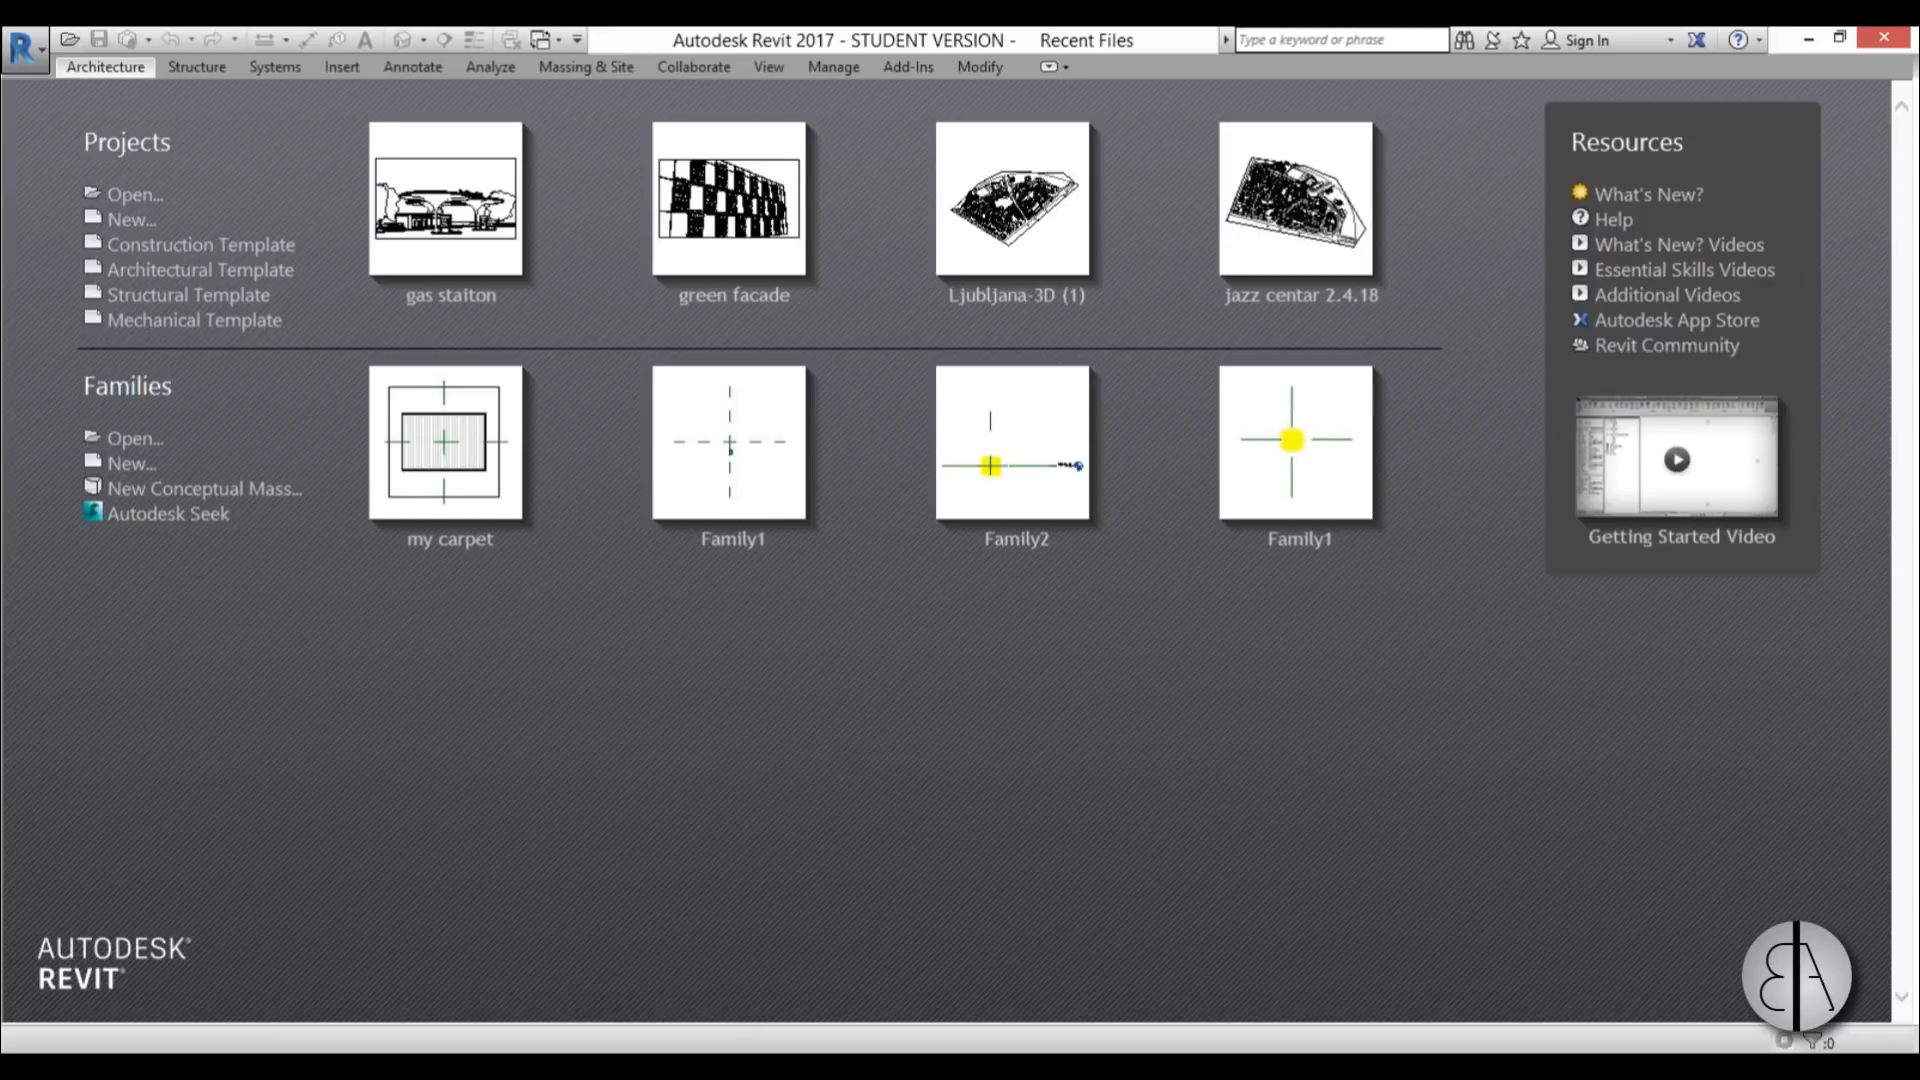 Autodesk Revit 2017 - STUDENT VERSION - Recent Files
Type a keyword or phrase
Sign In
Architecture Structure Systems Insert Annotate Analyze Massing & Site Collaborate View Manage Add-Ins Modify
Projects
Open...
New...
Construction Template
Architectural Template
Structural Template
Mechanical Template
gas staiton
green facade
Ljubljana-3D (1)
jazz centar 2.4.18
Families
Open...
New...
New Conceptual Mass...
Autodesk Seek
my carpet
Family1
Family2
Family1
Resources
What's New?
Help
What's New? Videos
Essential Skills Videos
Additional Videos
Autodesk App Store
Revit Community
Getting Started Video
AUTODESK®
REVIT®
BA
:0